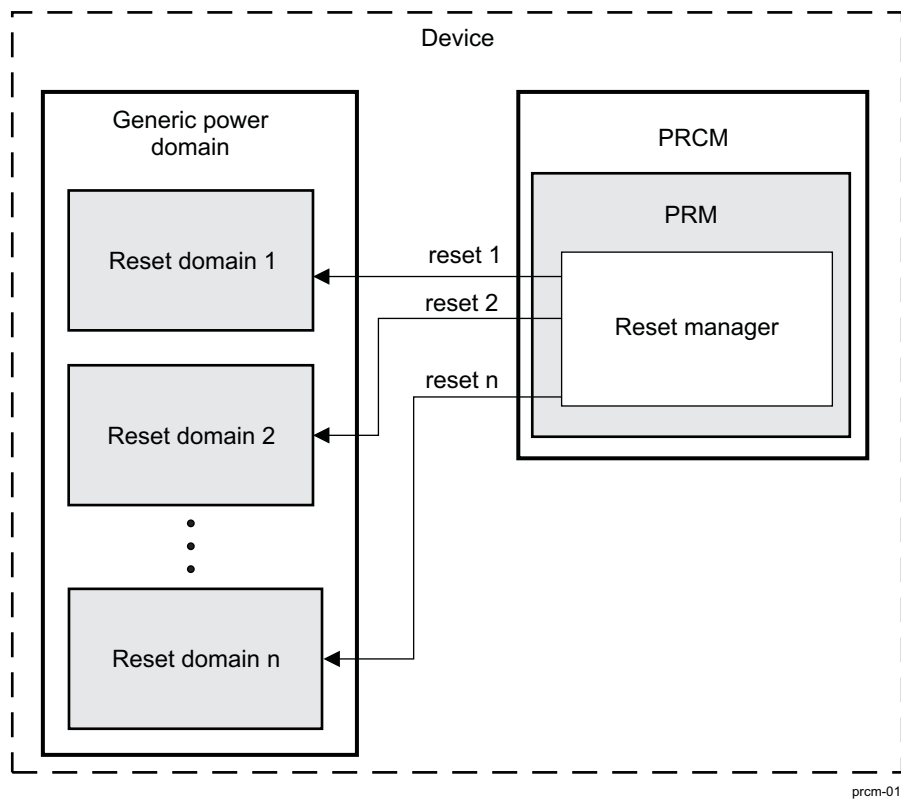 Device
Generic power
domain
PRCM
PRM
Reset domain 1
reset 1
reset 2
Reset manager
reset n
Reset domain 2
Reset domain n
prcm-01